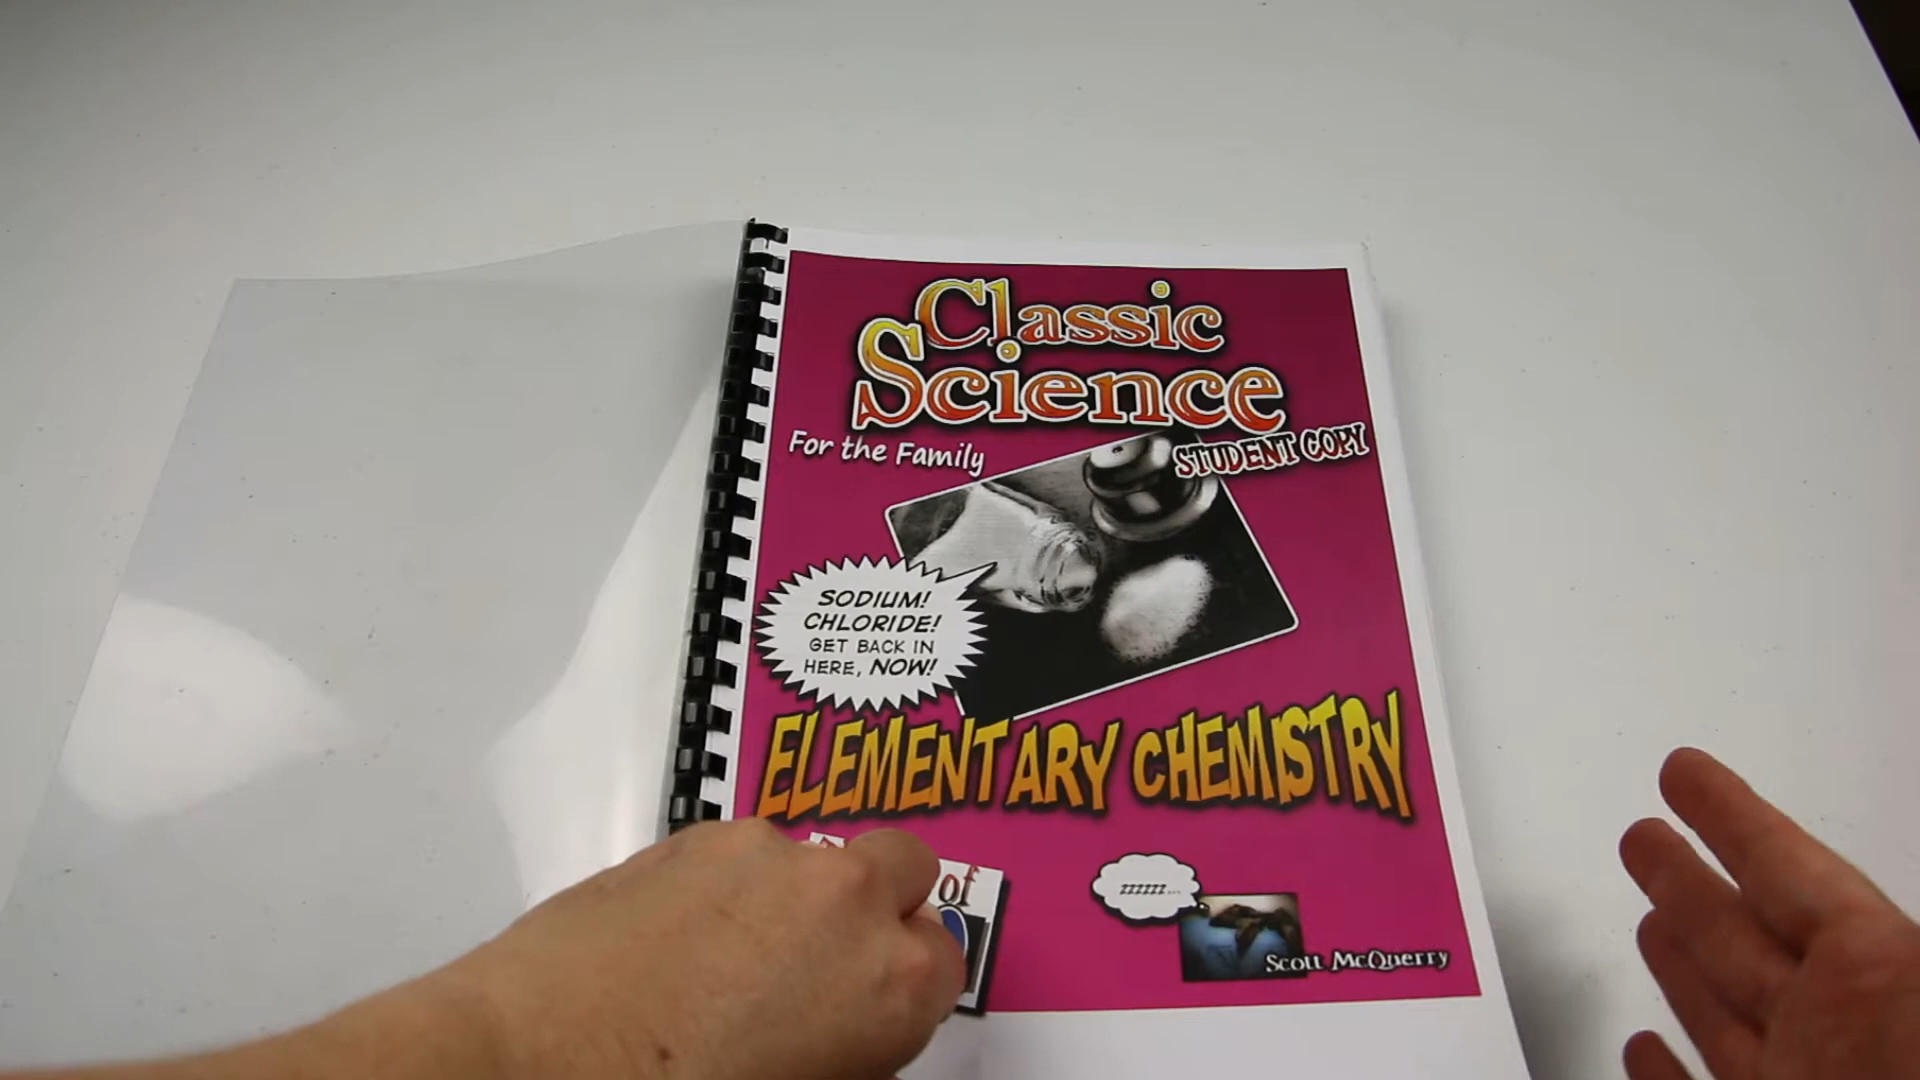 Classic
Science
For the Family
STUDENT COPY
SODIUM!
CHLORIDE!
GET BACK IN
HERE, NOW!
ELEMENTARY CHEMISTRY
of
zzzzzz...
Scott McQuerry